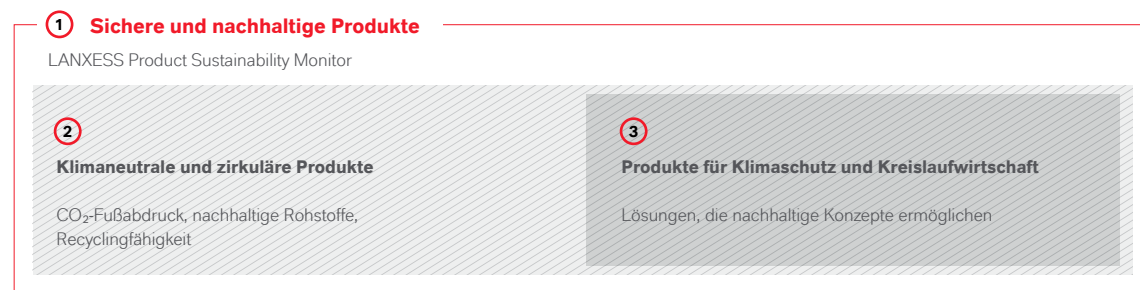 1 Sichere und nachhaltige Produkte
LANXESS Product Sustainability Monitor
2
Klimaneutrale und zirkuläre Produkte
CO₂-Fußabdruck, nachhaltige Rohstoffe,
Recyclingfähigkeit
3
Produkte für Klimaschutz und Kreislaufwirtschaft
Lösungen, die nachhaltige Konzepte ermöglichen